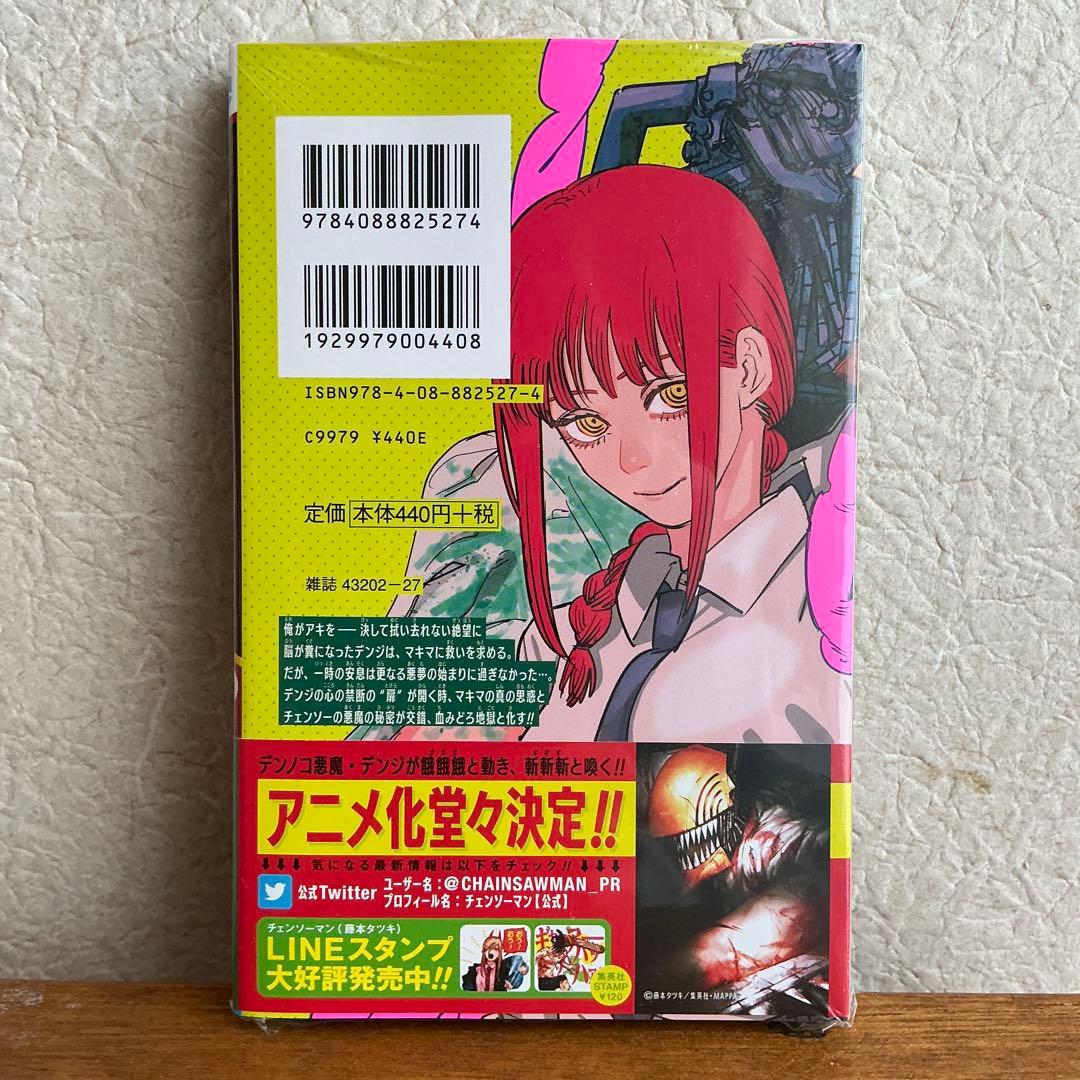 9784088825274
1929979004408
ISBN978-4-08-882527-4
C9979 ¥440E
定価 本体440円+税
雑誌 43202-27
俺がアキを──決して拭い去れない絶望に
脳が糞になったデンジは、マキマに救いを求める。
だが、一時の安息は更なる悪夢の始まりに過ぎなかった…。
デンジの心の禁断の“扉”が開く時、マキマの真の思惑と
チェンソーの悪魔の秘密が交錯、血みどろ地獄と化す!!
デンノコ悪魔・デンジが餓餓餓と動き、斬斬斬と喚く!!
アニメ化堂々決定!!
↓↓↓ 気になる最新情報は以下をチェック!! ↓↓↓
公式Twitter
ユーザー名:@CHAINSAWMAN_PR
プロフィール名:チェンソーマン【公式】
チェンソーマン(藤本タツキ)
LINEスタンプ
大好評発売中!!
集英社
STAMP
¥120
©藤本タツキ/集英社・MAPPA